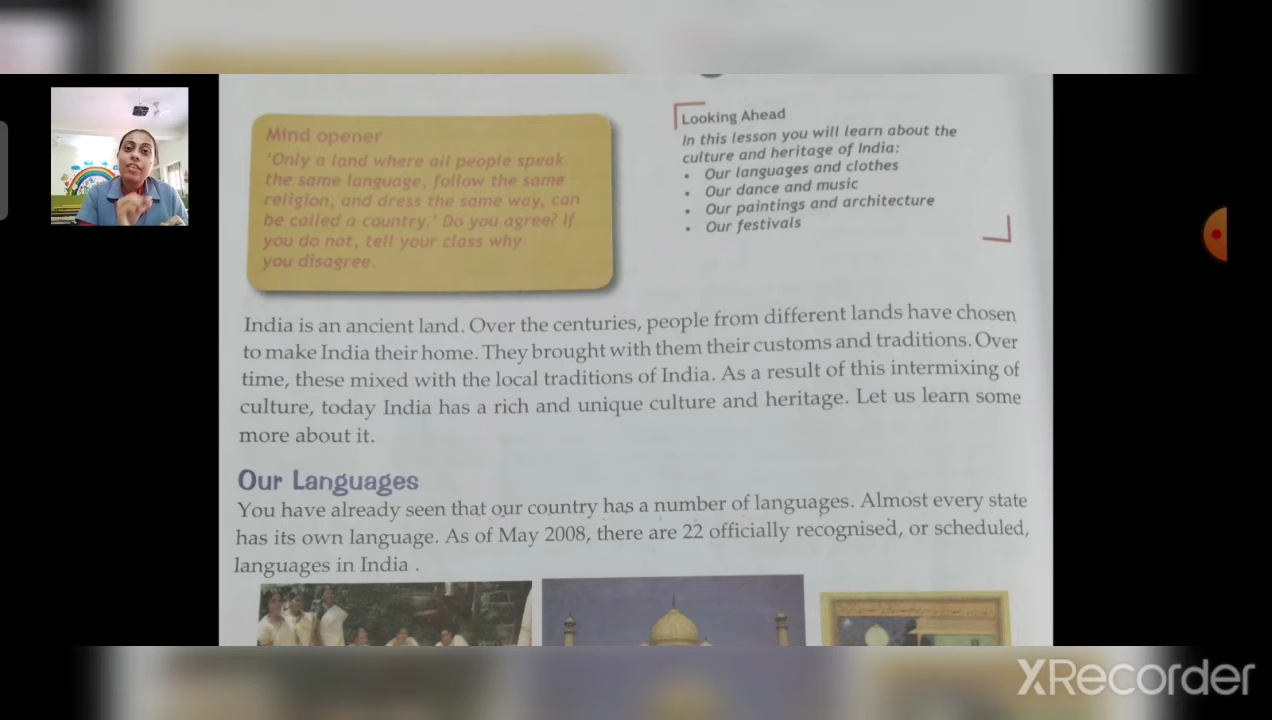 Mind opener
'Only a land where all people speak
the same language, follow the same
religion, and dress the same way, can
be called a country.' Do you agree? If
you do not, tell your class why
you disagree.
Looking Ahead
In this lesson you will learn about the
culture and heritage of India:
• Our languages and clothes
• Our dance and music
• Our paintings and architecture
• Our festivals
India is an ancient land. Over the centuries, people from different lands have chosen
to make India their home. They brought with them their customs and traditions. Over
time, these mixed with the local traditions of India. As a result of this intermixing of
culture, today India has a rich and unique culture and heritage. Let us learn some
more about it.
Our Languages
You have already seen that our country has a number of languages. Almost every state
has its own language. As of May 2008, there are 22 officially recognised, or scheduled,
languages in India .
XRecorder